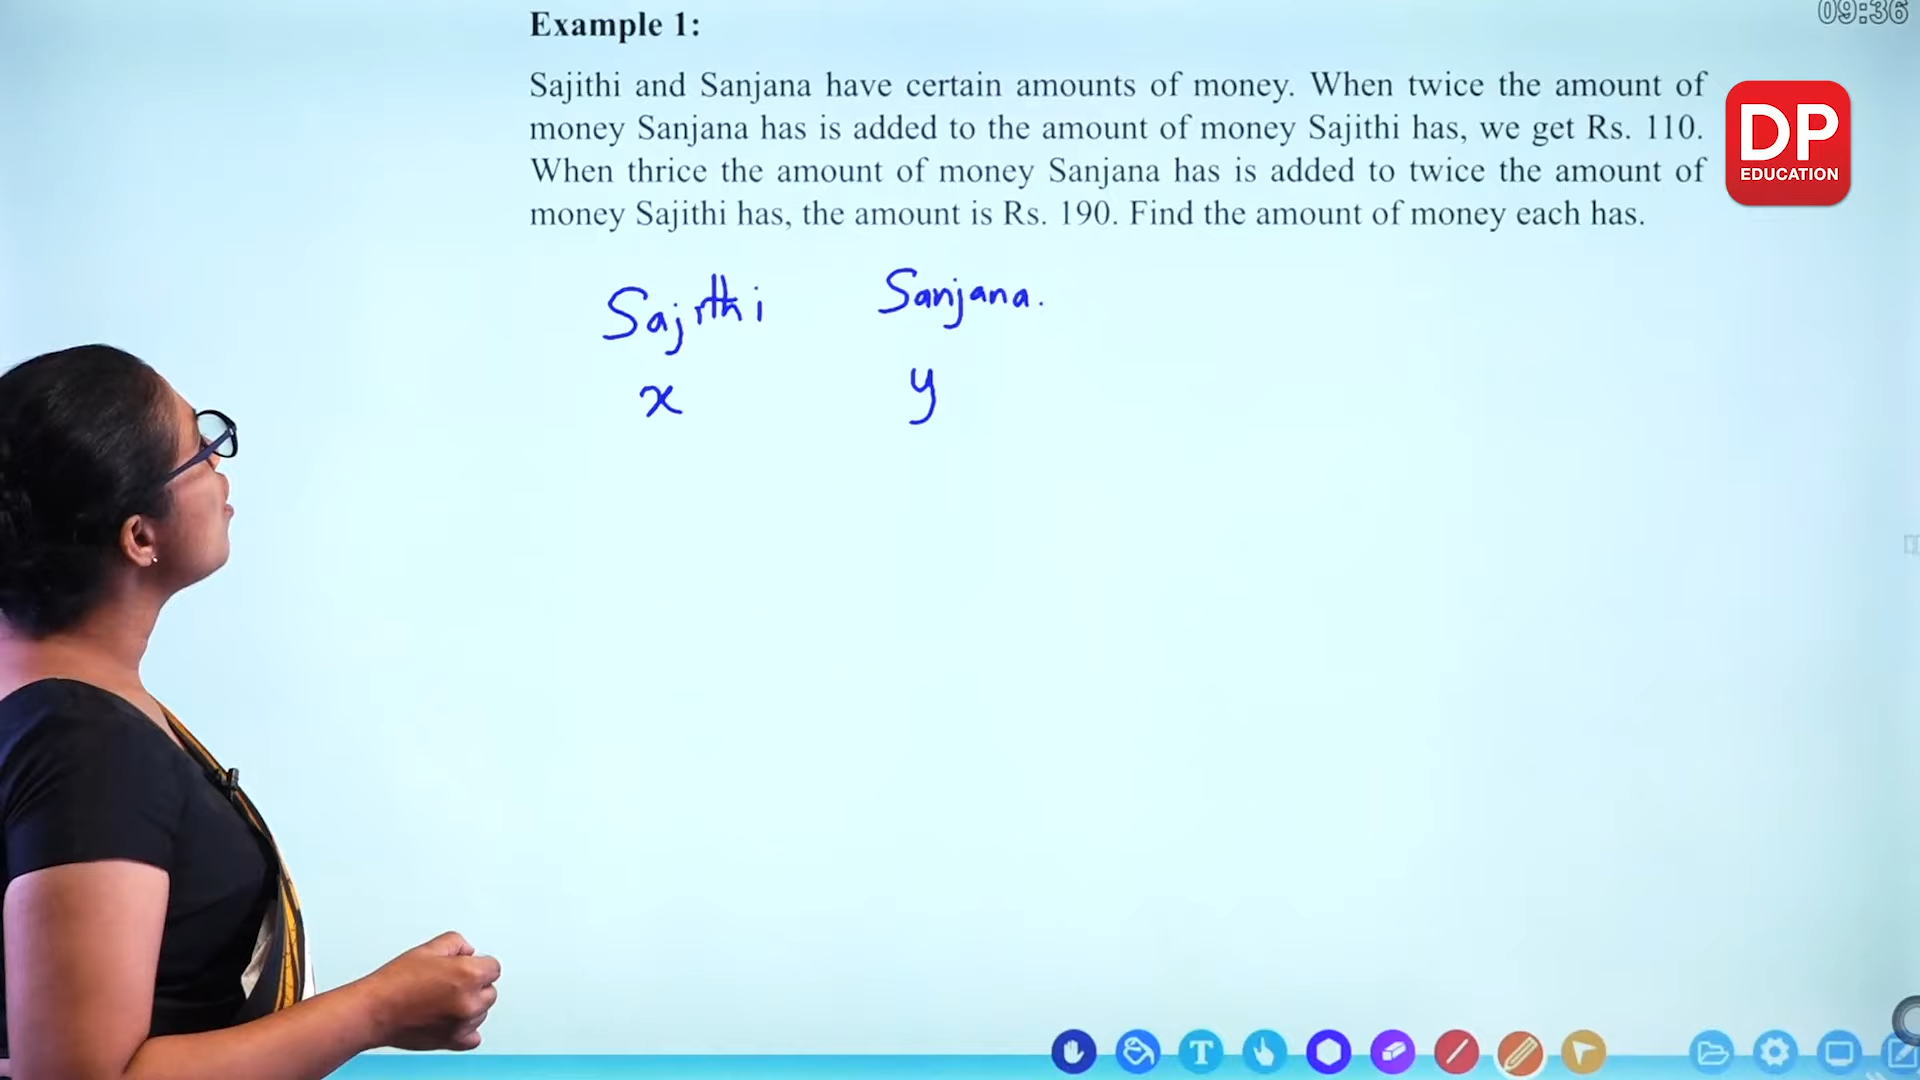 Example 1:
09:36
Sajithi and Sanjana have certain amounts of money. When twice the amount of
money Sanjana has is added to the amount of money Sajithi has, we get Rs. 110.
When thrice the amount of money Sanjana has is added to twice the amount of
money Sajithi has, the amount is Rs. 190. Find the amount of money each has.
DP
EDUCATION
Sajithi Sanjana.
x y
T